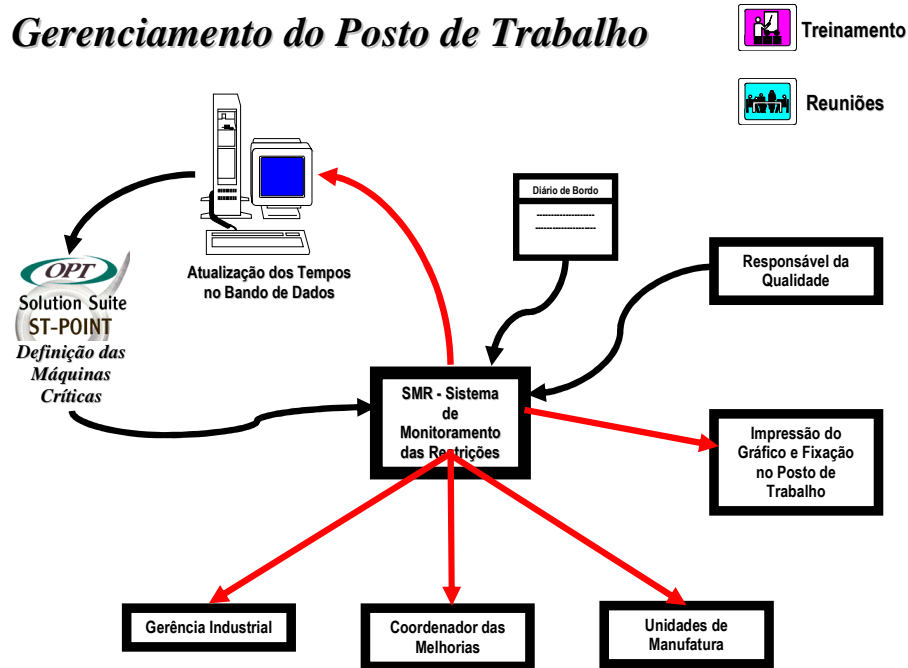 Gerenciamento do Posto de Trabalho
Treinamento
Reuniões
Diário de Bordo
--------------------
---------------------
Atualização dos Tempos
no Bando de Dados
Responsável da
Qualidade
OPT
Solution Suite
ST-POINT
Definição das
Máquinas
Críticas
SMR - Sistema
de
Monitoramento
das Restrições
Impressão do
Gráfico e Fixação
no Posto de
Trabalho
Gerência Industrial
Coordenador das
Melhorias
Unidades de
Manufatura